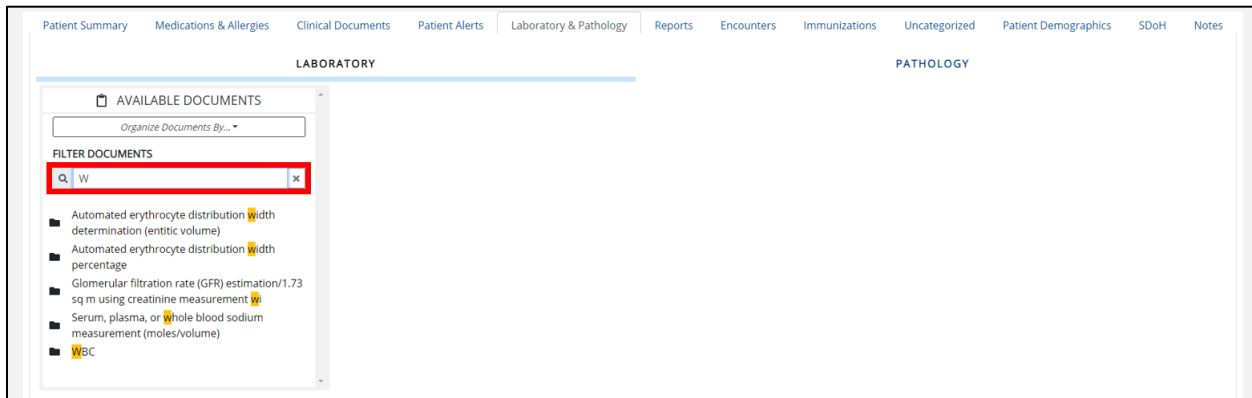 Patient Summary Medications & Allergies Clinical Documents Patient Alerts Laboratory & Pathology Reports Encounters Immunizations Uncategorized Patient Demographics SDoH Notes
LABORATORY PATHOLOGY
AVAILABLE DOCUMENTS
Organize Documents By...
FILTER DOCUMENTS
W
Automated erythrocyte distribution width
determination (entitic volume)
Automated erythrocyte distribution width
percentage
Glomerular filtration rate (GFR) estimation/1.73
sq m using creatinine measurement wi
Serum, plasma, or whole blood sodium
measurement (moles/volume)
WBC